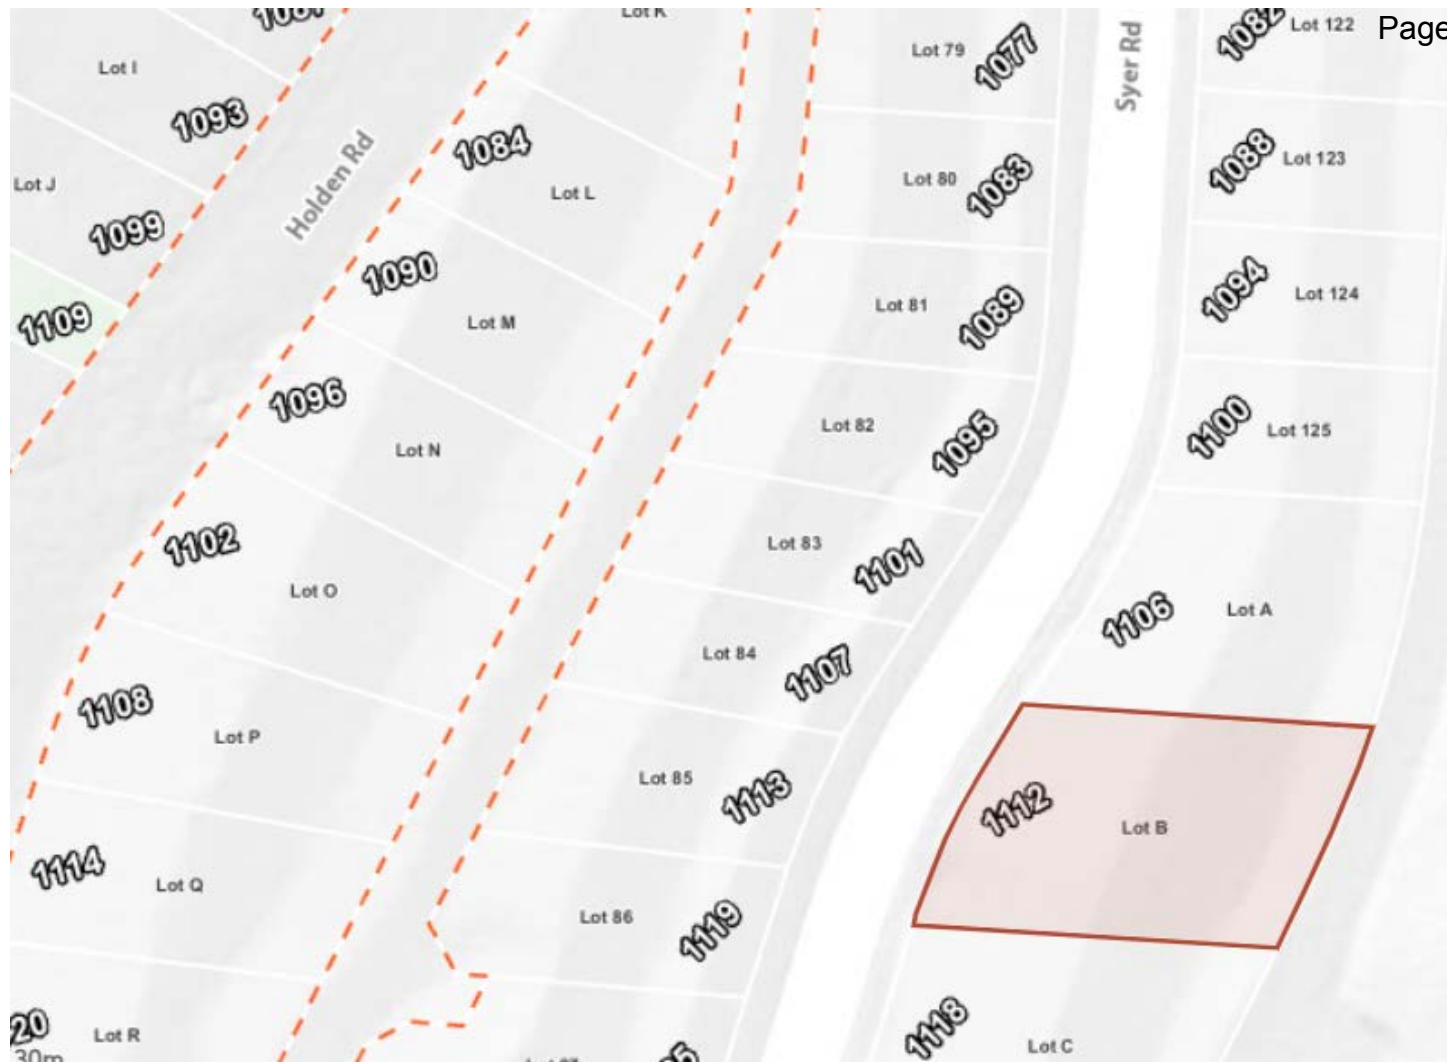 Lot K
Page
Lot I
1093
Lot J
1099
1109
Holden Rd
1084
Lot L
1090
Lot M
1096
Lot N
1102
Lot O
1108
Lot P
1114
Lot Q
20
Lot R
30m
Lot 79
1077
Lot 80
1083
Lot 81
1089
Lot 82
1095
Lot 83
1101
Lot 84
1107
Lot 85
1113
Lot 86
1119
Syer Rd
1082
Lot 122
1088
Lot 123
1094
Lot 124
1100
Lot 125
1106
Lot A
1112
Lot B
1118
Lot C